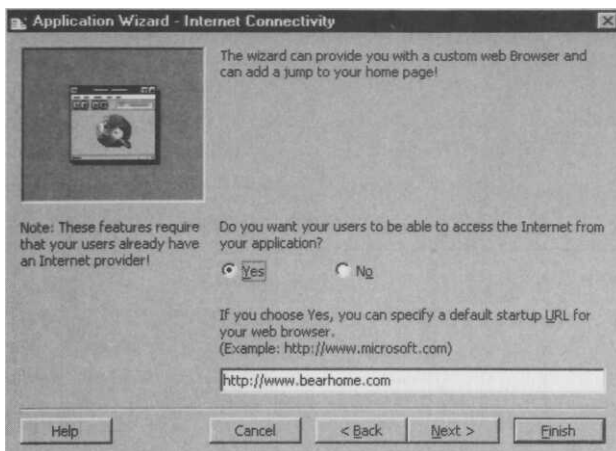 Application Wizard - Internet Connectivity
The wizard can provide you with a custom web Browser and
can add a jump to your home page!
Note: These features require
that your users already have
an Internet provider!
Do you want your users to be able to access the Internet from
your application?
Yes No
If you choose Yes, you can specify a default startup URL for
your web browser.
(Example: http://www.microsoft.com)
http://www.bearhome.com
Help Cancel < Back Next > Finish